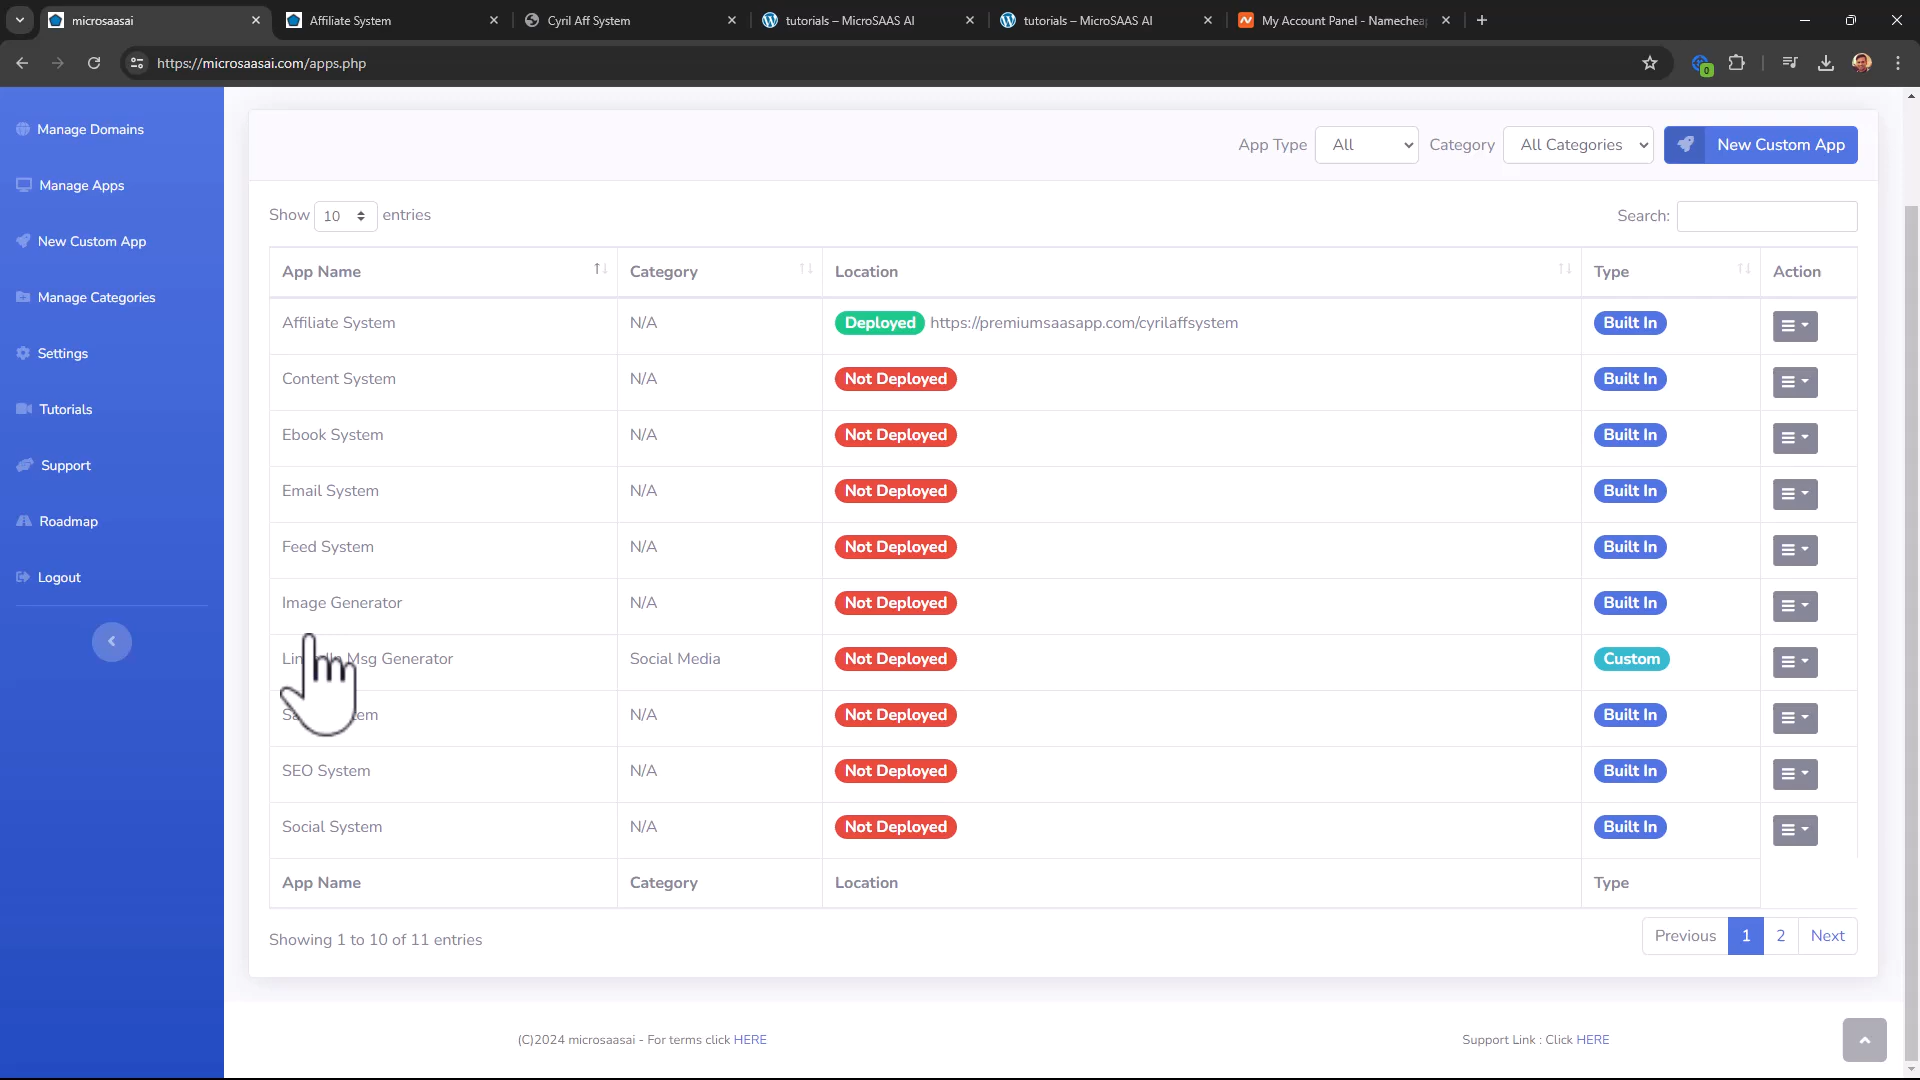 microsaasai
Affiliate System
Cyril Aff System
tutorials – MicroSAAS AI
tutorials – MicroSAAS AI
My Account Panel - Namechea
https://microsaasai.com/apps.php
0
Manage Domains
Manage Apps
New Custom App
Manage Categories
Settings
Tutorials
Support
Roadmap
Logout
App Type All Category All Categories New Custom App
Show 10 entries
Search:
App Name Category Location Type Action
Affiliate System N/A Deployed https://premiumsaasapp.com/cyrilaffsystem Built In
Content System N/A Not Deployed Built In
Ebook System N/A Not Deployed Built In
Email System N/A Not Deployed Built In
Feed System N/A Not Deployed Built In
Image Generator N/A Not Deployed Built In
Msg Generator Social Media Not Deployed Custom
N/A Not Deployed Built In
SEO System N/A Not Deployed Built In
Social System N/A Not Deployed Built In
App Name Category Location Type
Showing 1 to 10 of 11 entries
Previous 1 2 Next
(C)2024 microsaasai - For terms click HERE
Support Link : Click HERE